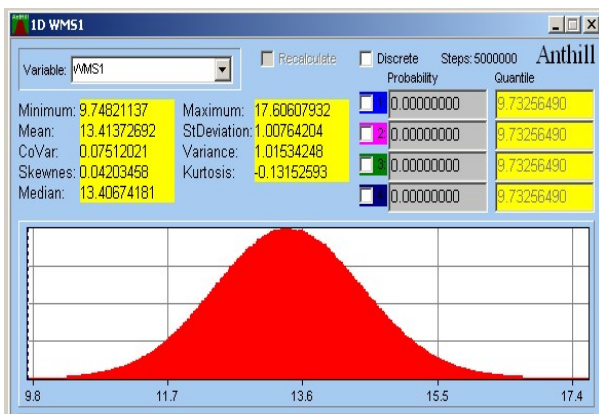 Anthill
1D WMS1
Variable: WMS1
Recalculate
Discrete Steps: 5000000 Anthill
Probability Quantile
Minimum: 9.74821137 Maximum: 17.60607932
Mean: 13.41372692 StDeviation: 1.00764204
CoVar: 0.07512021 Variance: 1.01534248
Skewnes: 0.04203458 Kurtosis: -0.13152593
Median: 13.40674181
1 0.00000000 9.73256490
2 0.00000000 9.73256490
3 0.00000000 9.73256490
0.00000000 9.73256490
9.8 11.7 13.6 15.5 17.4